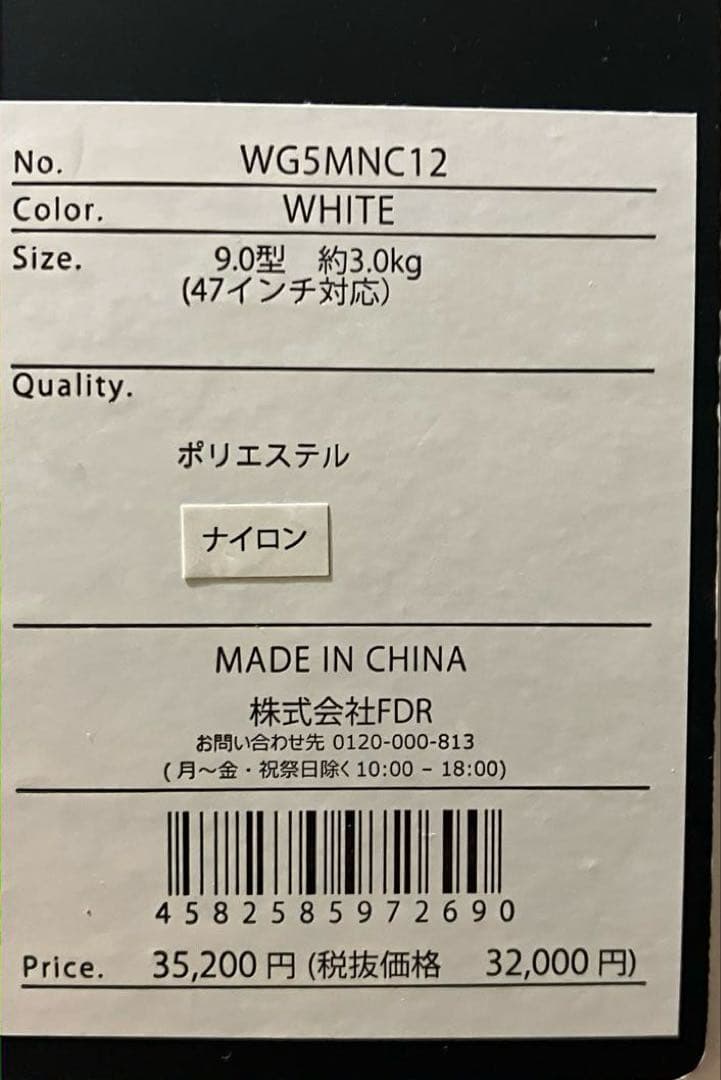 No. WG5MNC12
Color. WHITE
Size. 9.0型 約3.0kg
(47インチ対応)
Quality.
ポリエステル
ナイロン
MADE IN CHINA
株式会社FDR
お問い合わせ先 0120-000-813
(月～金・祝祭日除く10:00 – 18:00)
4582585972690
Price. 35,200 円 (税抜価格 32,000 円)